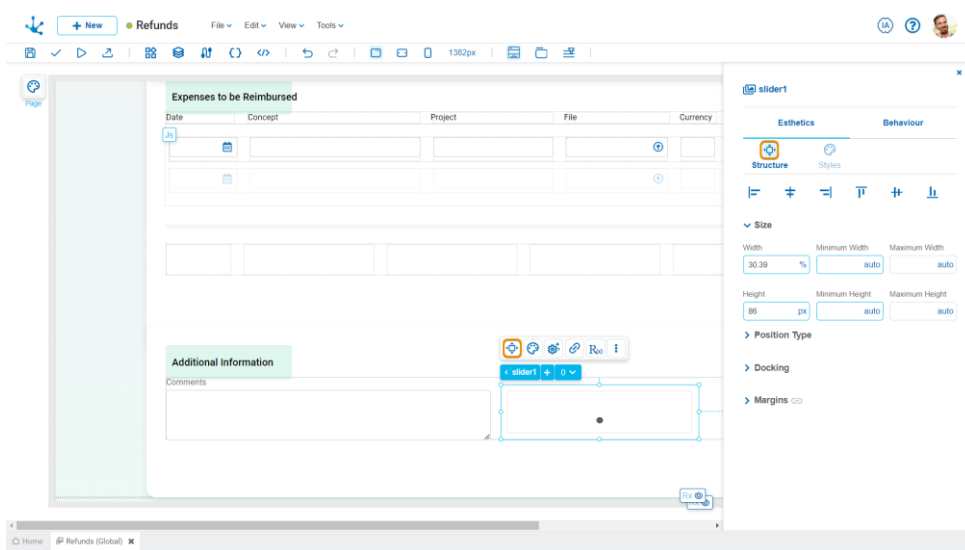 + New
Refunds
File
Edit
View
Tools
IA
?
1382px
Page
Expenses to be Reimbursed
Date Concept Project File Currency
Js
Additional Information
Comments
slider1 + 0
Rx
Home
Refunds (Global)
slider1
Esthetics Behaviour
Structure Styles
Size
Width Minimum Width Maximum Width
30.39 % auto auto
Height Minimum Height Maximum Height
86 px auto auto
Position Type
Docking
Margins